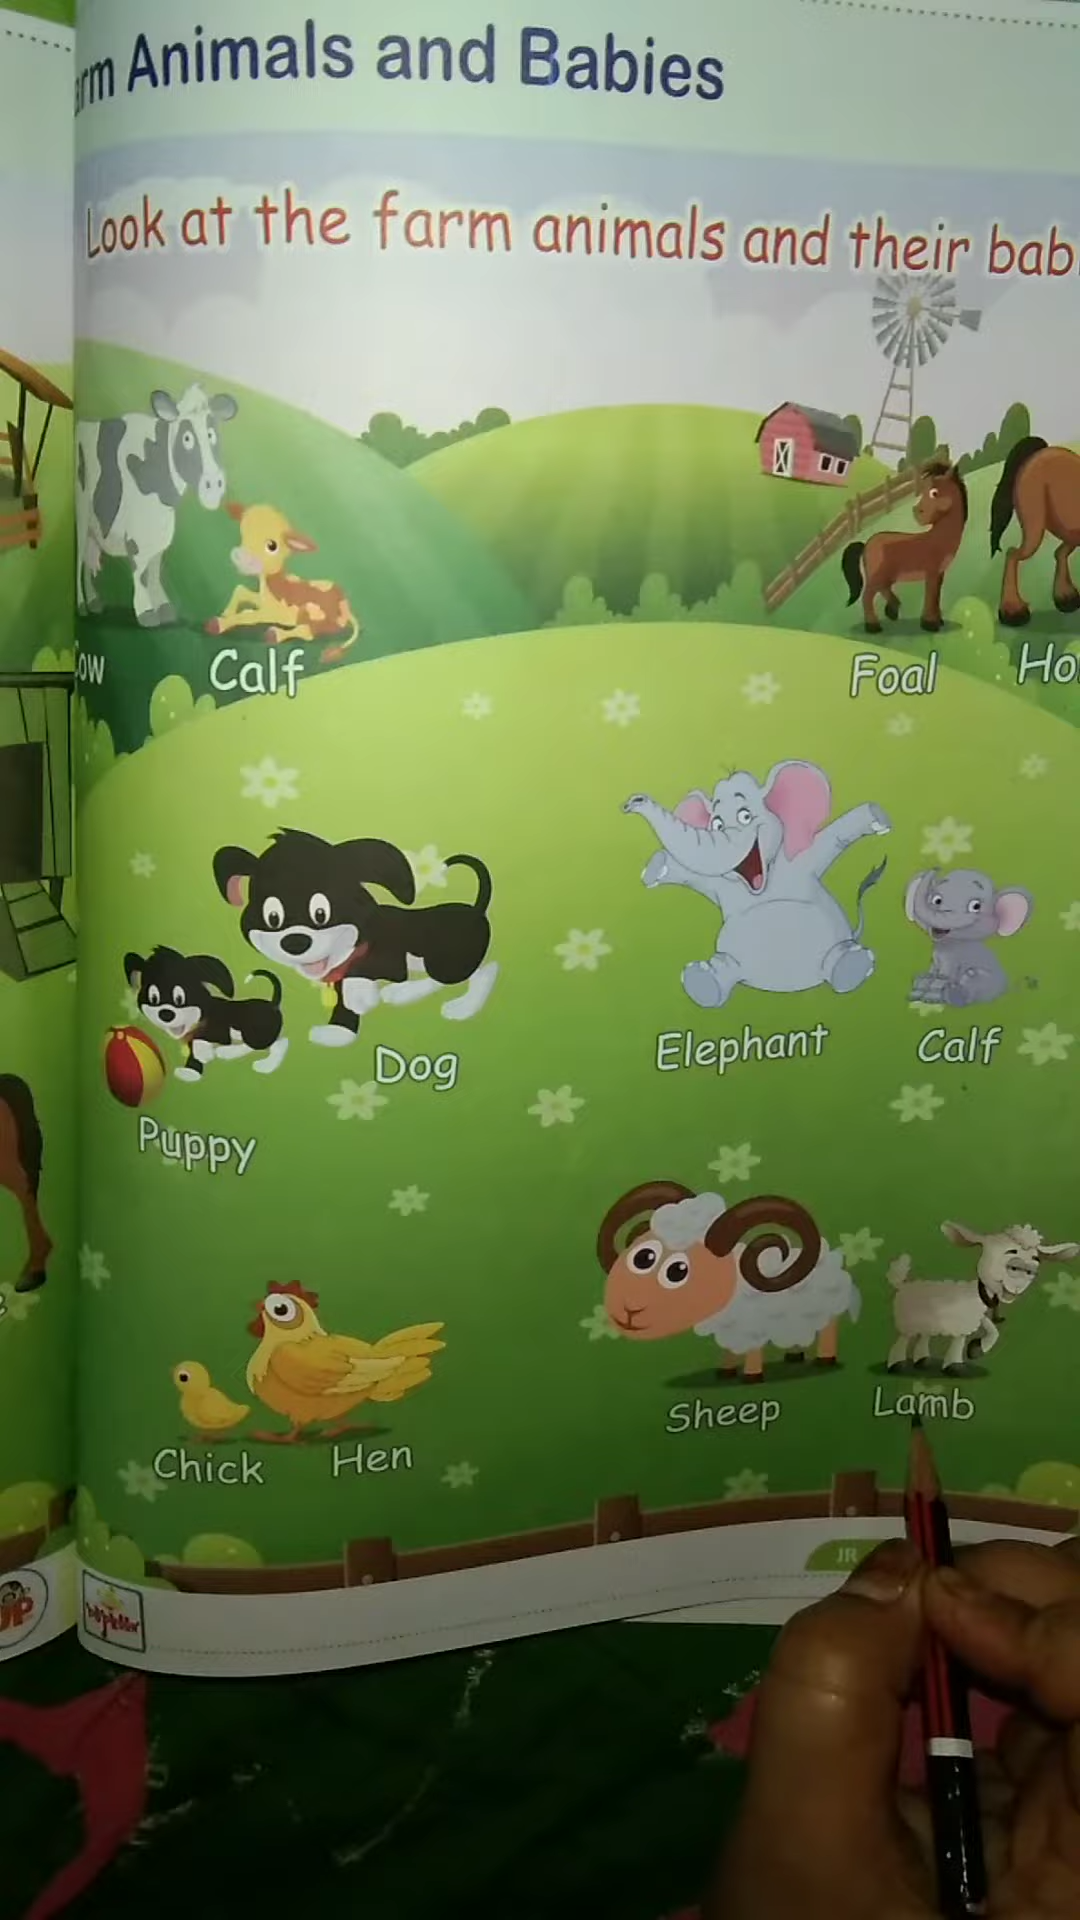 Animals and Babies
Look at the farm animals and their
Calf
Foal
Dog
Elephant
Calf
Puppy
Sheep
Lamb
Chick
Hen
JR